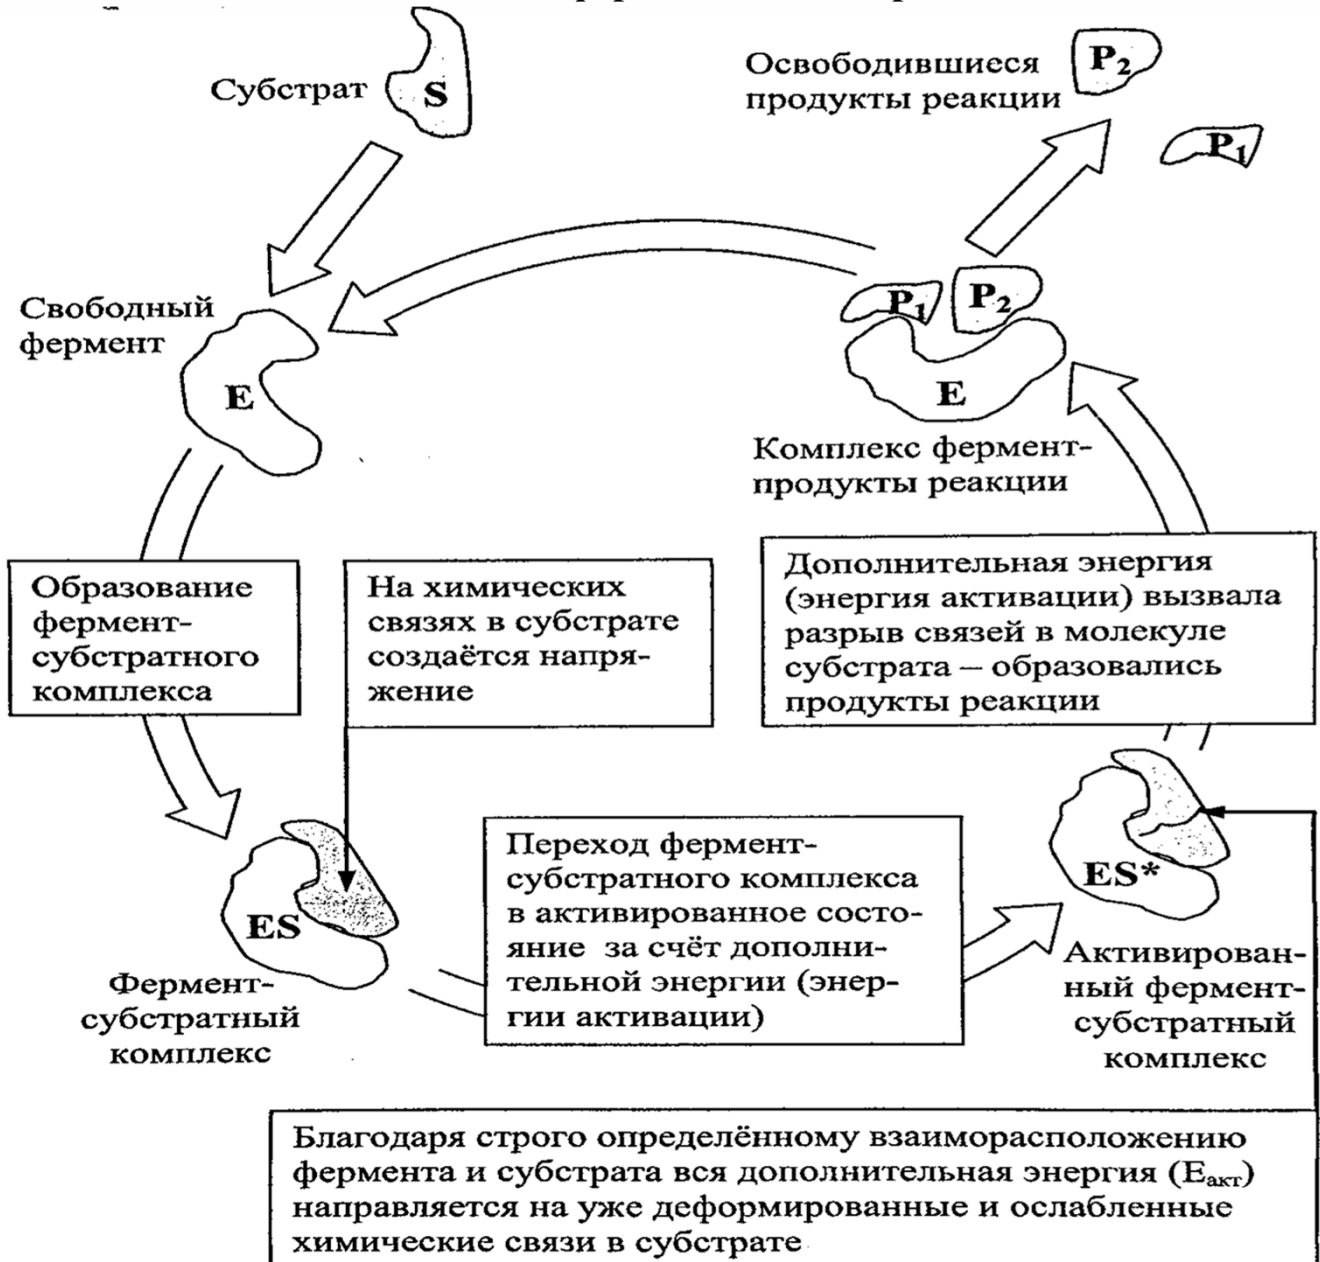 Субстрат
S
Освободившиеся
продукты реакции
P₂
P₁
Свободный
фермент
E
P₁
P₂
E
Комплекс фермент-
продукты реакции
Образование
фермент-
субстратного
комплекса
На химических
связях в субстрате
создаётся напря-
жение
Дополнительная энергия
(энергия активации) вызвала
разрыв связей в молекуле
субстрата – образовались
продукты реакции
ES
Фермент-
субстратный
комплекс
Переход фермент-
субстратного комплекса
в активированное состо-
яние за счёт дополни-
тельной энергии (энер-
гии активации)
ES*
Активирован-
ный фермент-
субстратный
комплекс
Благодаря строго определённому взаиморасположению
фермента и субстрата вся дополнительная энергия (Eакт)
направляется на уже деформированные и ослабленные
химические связи в субстрате